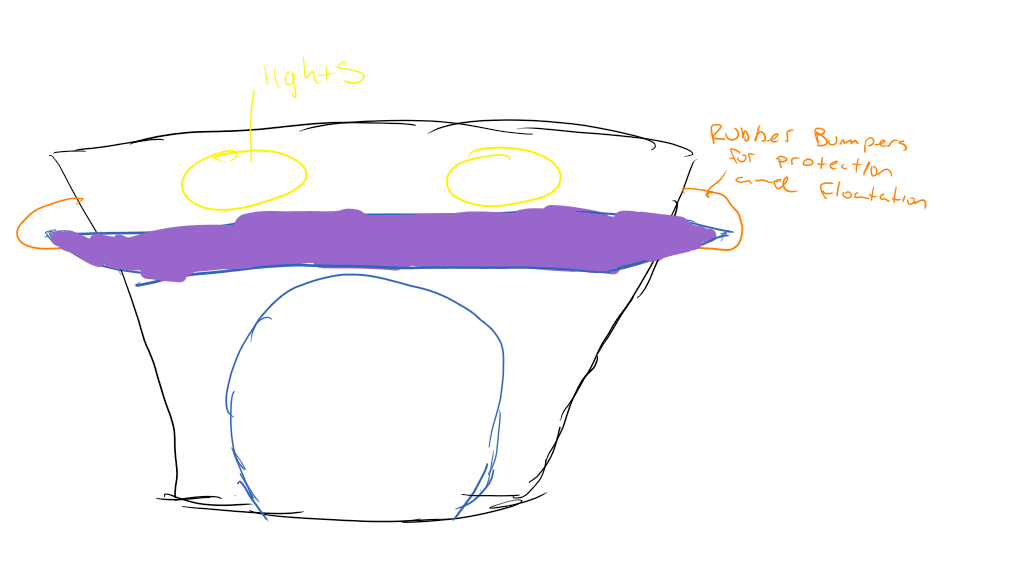 lights
Rubber Bumpers
for protection
and Floatation